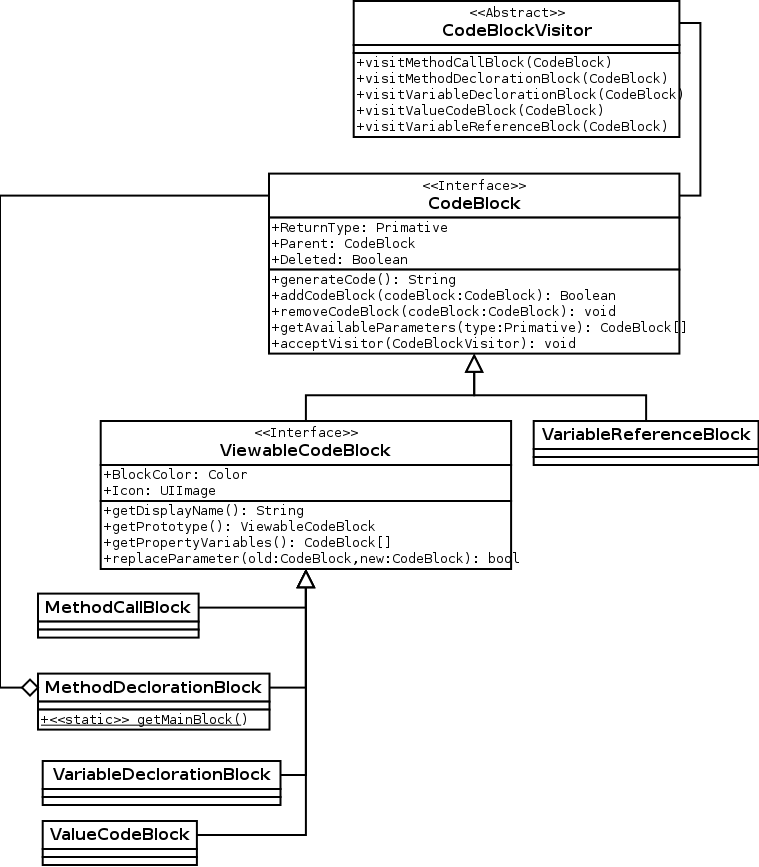 <<Abstract>>
CodeBlockVisitor
+visitMethodCallBlock(CodeBlock)
+visitMethodDeclorationBlock(CodeBlock)
+visitVariableDeclorationBlock(CodeBlock)
+visitValueCodeBlock(CodeBlock)
+visitVariableReferenceBlock(CodeBlock)
<<Interface>>
CodeBlock
+ReturnType: Primative
+Parent: CodeBlock
+Deleted: Boolean
+generateCode(): String
+addCodeBlock(codeBlock:CodeBlock): Boolean
+removeCodeBlock(codeBlock:CodeBlock): void
+getAvailableParameters(type:Primative): CodeBlock[]
+acceptVisitor(CodeBlockVisitor): void
<<Interface>>
ViewableCodeBlock
+BlockColor: Color
+Icon: UIImage
+getDisplayName(): String
+getPrototype(): ViewableCodeBlock
+getPropertyVariables(): CodeBlock[]
+replaceParameter(old:CodeBlock,new:CodeBlock): bool
VariableReferenceBlock
MethodCallBlock
MethodDeclorationBlock
+<<static>> getMainBlock()
VariableDeclorationBlock
ValueCodeBlock